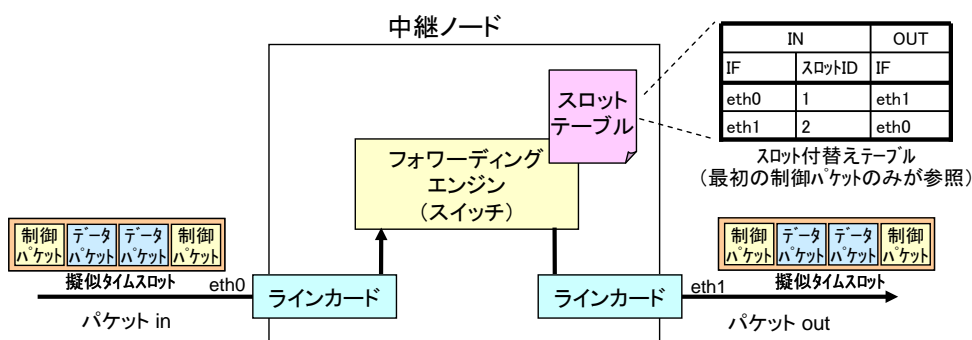 中継ノード
IN OUT
IF スロットID IF
eth0 1 eth1
eth1 2 eth0
スロット付替えテーブル
(最初の制御パケットのみが参照)
スロット
テーブル
フォワーディング
エンジン
(スイッチ)
制御 データ データ 制御
パケット パケット パケット パケット
擬似タイムスロット
eth0
ラインカード
パケット in
制御 データ データ 制御
パケット パケット パケット パケット
擬似タイムスロット
ラインカード
eth1
パケット out